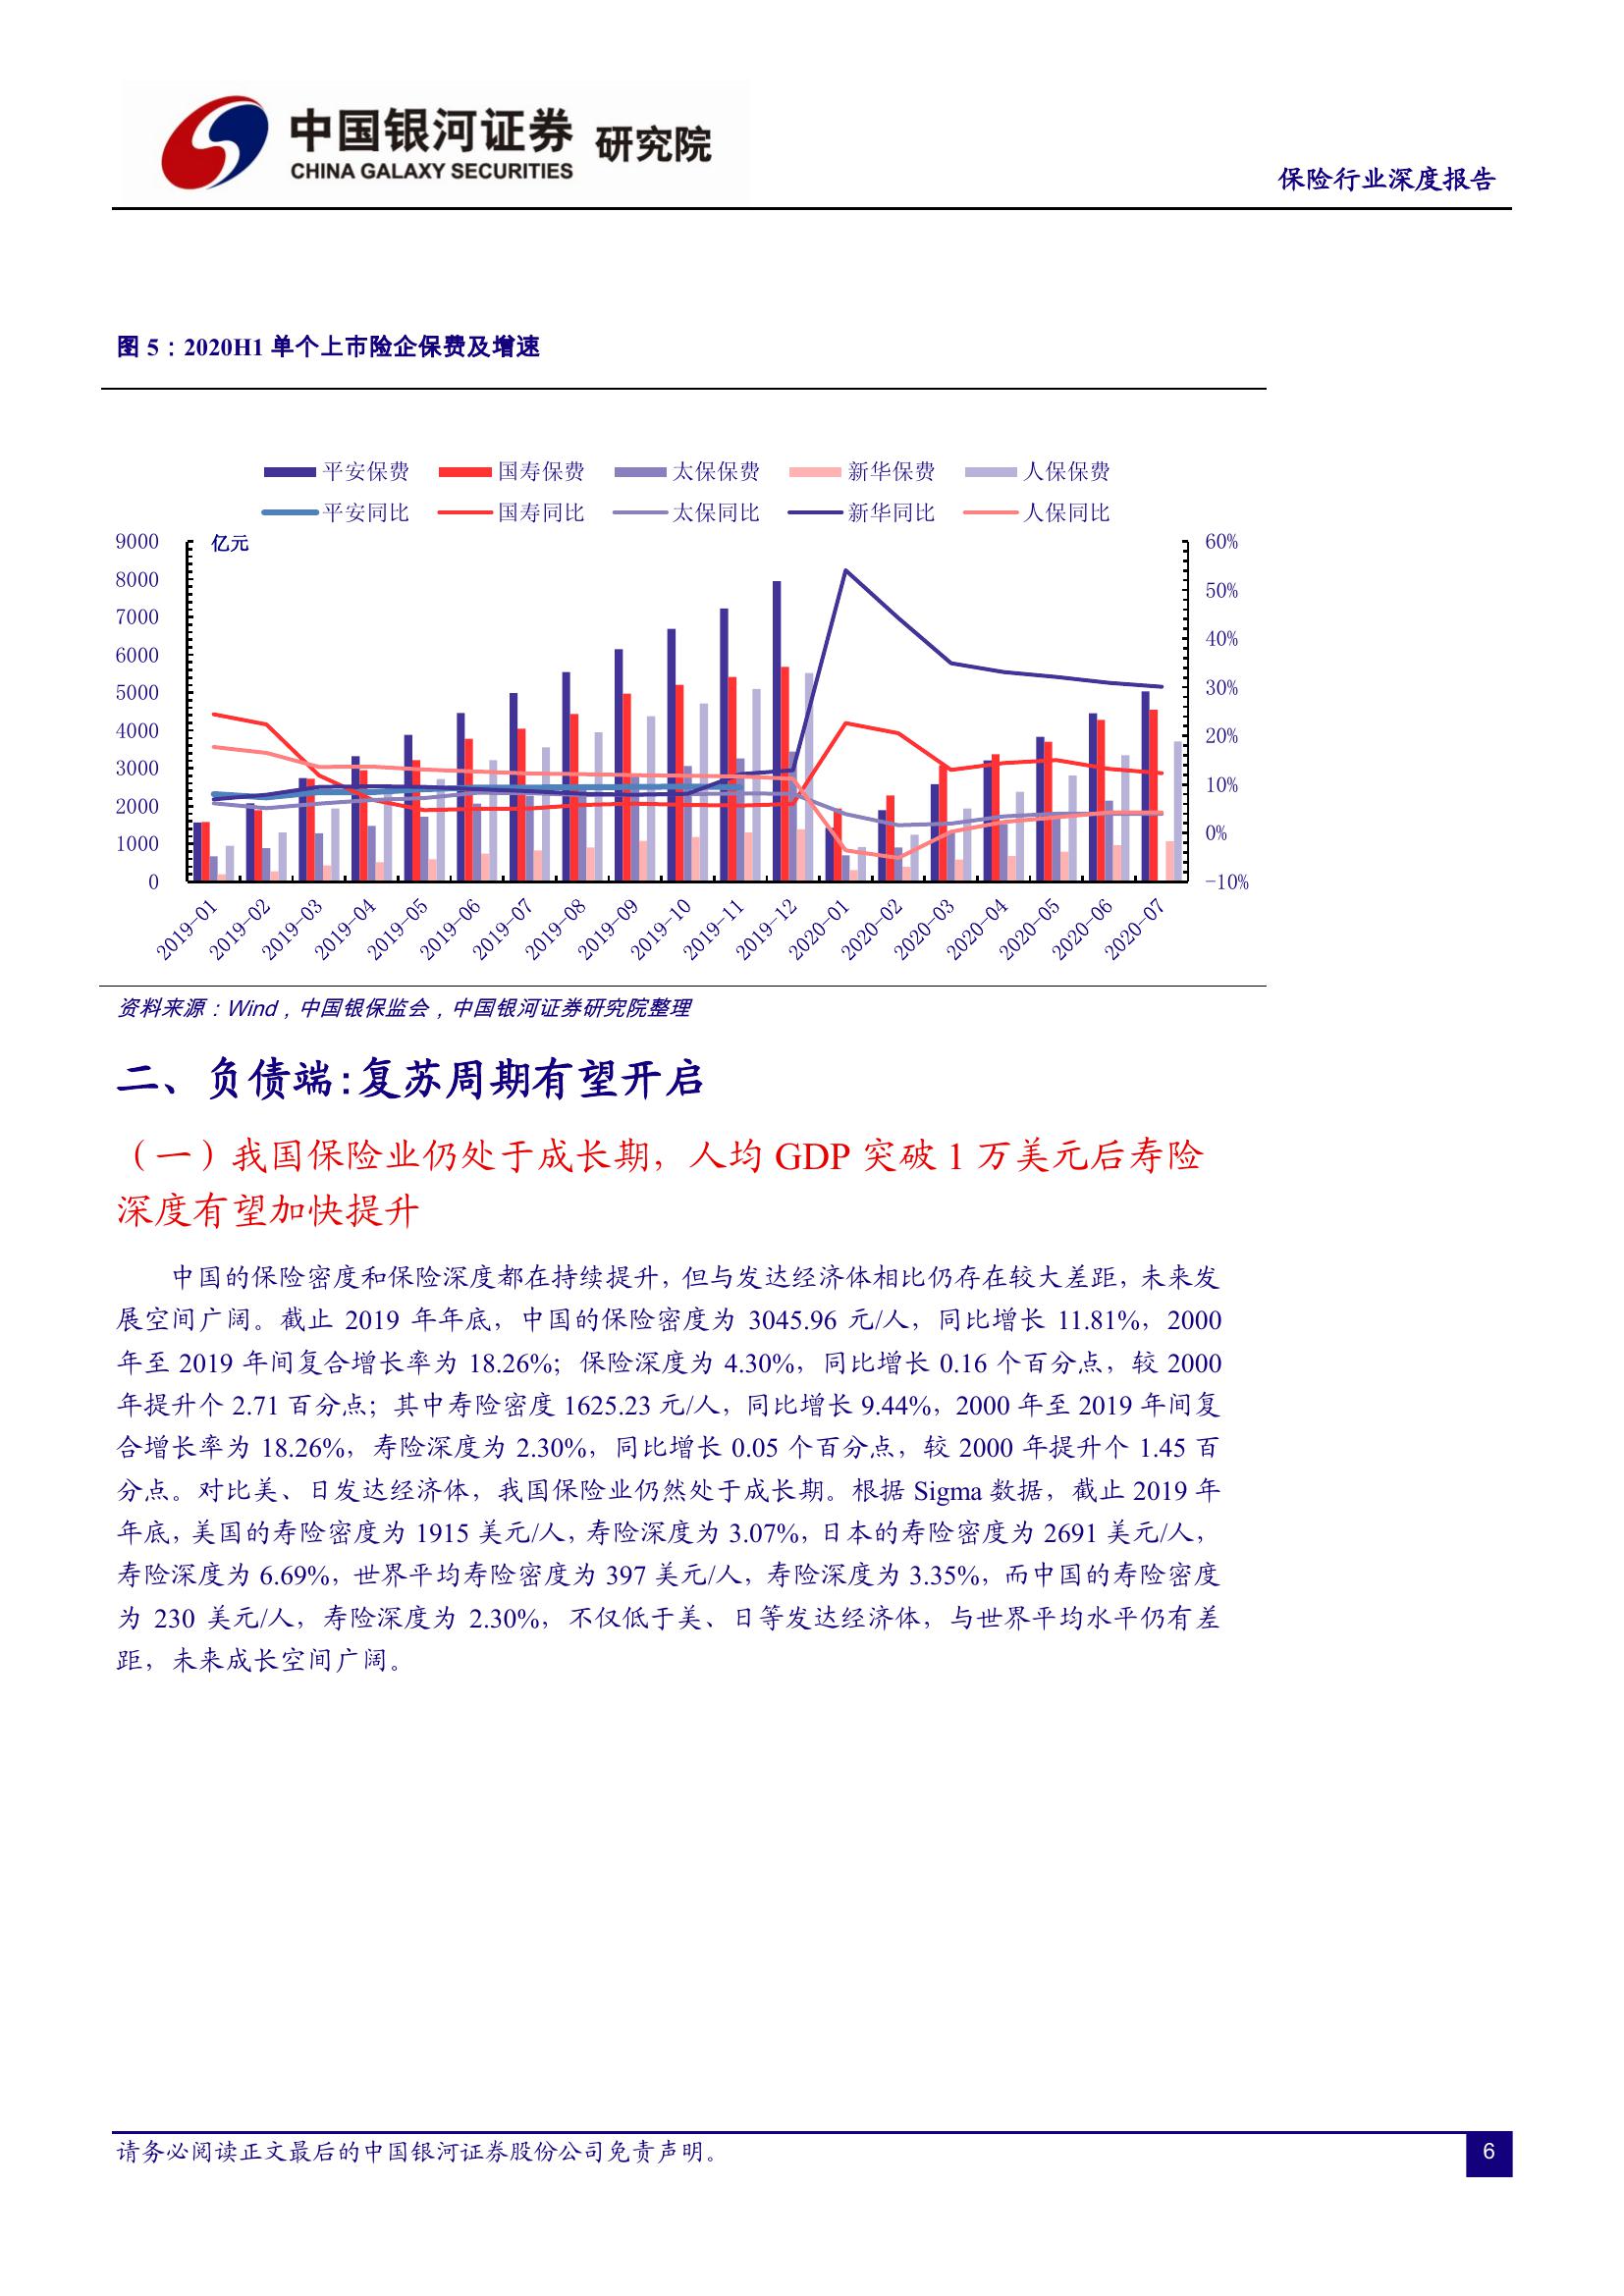 中国银河证券 研究院
CHINA GALAXY SECURITIES
保险行业深度报告
图 5：2020H1 单个上市险企保费及增速
平安保费 国寿保费 太保保费 新华保费 人保保费
平安同比 国寿同比 太保同比 新华同比 人保同比
亿元
9000
8000
7000
6000
5000
4000
3000
2000
1000
0
60%
50%
40%
30%
20%
10%
0%
-10%
2019-01 2019-02 2019-03 2019-04 2019-05 2019-06 2019-07 2019-08 2019-09 2019-10 2019-11 2019-12 2020-01 2020-02 2020-03 2020-04 2020-05 2020-06 2020-07
资料来源：Wind，中国银保监会，中国银河证券研究院整理
二、负债端:复苏周期有望开启
（一）我国保险业仍处于成长期，人均 GDP 突破 1 万美元后寿险
深度有望加快提升
中国的保险密度和保险深度都在持续提升，但与发达经济体相比仍存在较大差距，未来发
展空间广阔。截止 2019 年年底，中国的保险密度为 3045.96 元/人，同比增长 11.81%，2000
年至 2019 年间复合增长率为 18.26%；保险深度为 4.30%，同比增长 0.16 个百分点，较 2000
年提升个 2.71 百分点；其中寿险密度 1625.23 元/人，同比增长 9.44%，2000 年至 2019 年间复
合增长率为 18.26%，寿险深度为 2.30%，同比增长 0.05 个百分点，较 2000 年提升个 1.45 百
分点。对比美、日发达经济体，我国保险业仍然处于成长期。根据 Sigma 数据，截止 2019 年
年底，美国的寿险密度为 1915 美元/人，寿险深度为 3.07%，日本的寿险密度为 2691 美元/人，
寿险深度为 6.69%，世界平均寿险密度为 397 美元/人，寿险深度为 3.35%，而中国的寿险密度
为 230 美元/人，寿险深度为 2.30%，不仅低于美、日等发达经济体，与世界平均水平仍有差
距，未来成长空间广阔。
请务必阅读正文最后的中国银河证券股份公司免责声明。
6